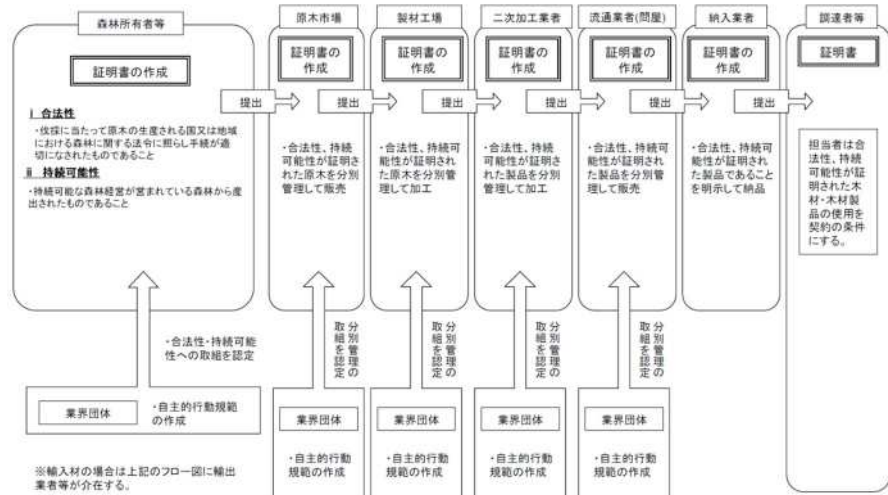 森林所有者等
証明書の作成
i 合法性
・伐採に当たって原木の生産される国又は地域
における森林に関する法令に照らし手続が適
切になされたものであること
ii 持続可能性
・持続可能な森林経営が営まれている森林から産
出されたものであること
・合法性・持続可能
性への取組を認定
業界団体
・自主的行動規範
の作成
※輸入材の場合は上記のフロー図に輸出
業者等が介在する。
提出
原木市場
証明書の
作成
・合法性、持続
可能性が証明さ
れた原木を分別
管理して販売
分別管理の
取組を認定
業界団体
・自主的行動
規範の作成
提出
製材工場
証明書の
作成
・合法性、持続
可能性が証明さ
れた原木を分別
管理して加工
分別管理の
取組を認定
業界団体
・自主的行動
規範の作成
提出
二次加工業者
証明書の
作成
・合法性、持続
可能性が証明さ
れた製品を分別
管理して加工
分別管理の
取組を認定
業界団体
・自主的行動
規範の作成
提出
流通業者(問屋)
証明書の
作成
・合法性、持続
可能性が証明さ
れた製品を分別
管理して販売
分別管理の
取組を認定
業界団体
・自主的行動
規範の作成
提出
納入業者
証明書の
作成
・合法性、持続
可能性が証明さ
れた製品であるこ
とを明示して納品
提出
調達者等
証明書
担当者は
合法性、持続
可能性が証
明された木
材・木材製
品の使用を
契約の条件
にする。